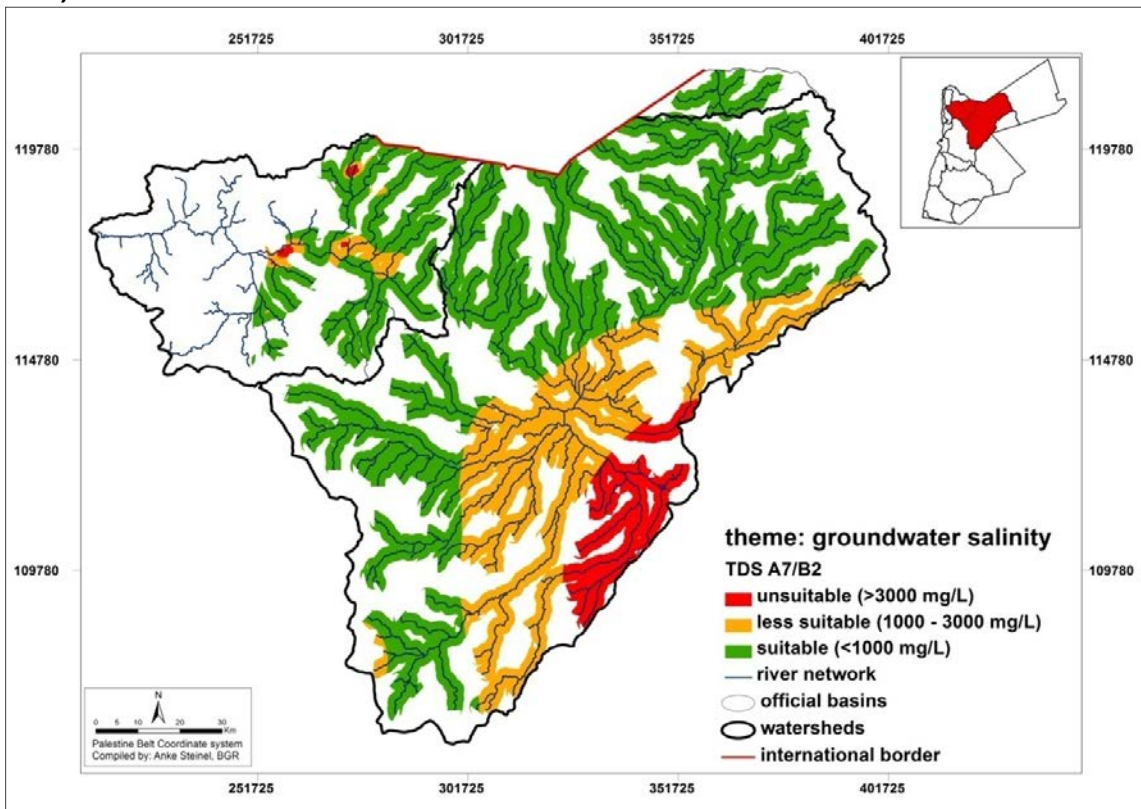 251725 301725 351725 401725
119780 119780
114780 114780
109780 109780
theme: groundwater salinity
TDS A7/B2
unsuitable (>3000 mg/L)
less suitable (1000 - 3000 mg/L)
suitable (<1000 mg/L)
river network
official basins
watersheds
international border
N
0 5 10 20 30
Km
Palestine Belt Coordinate system
Compiled by: Anke Steinel, BGR
251725 301725 351725 401725